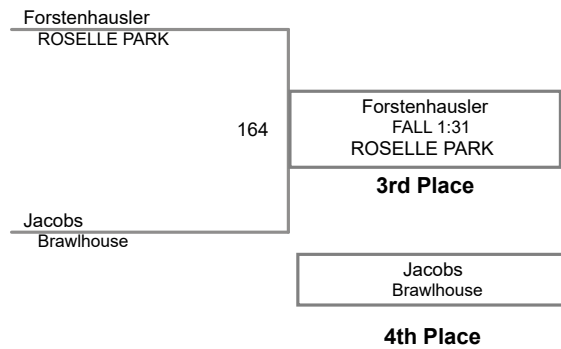 Forstenhausler
ROSELLE PARK
164
Forstenhausler
FALL 1:31
ROSELLE PARK
3rd Place
Jacobs
Brawlhouse
Jacobs
Brawlhouse
4th Place